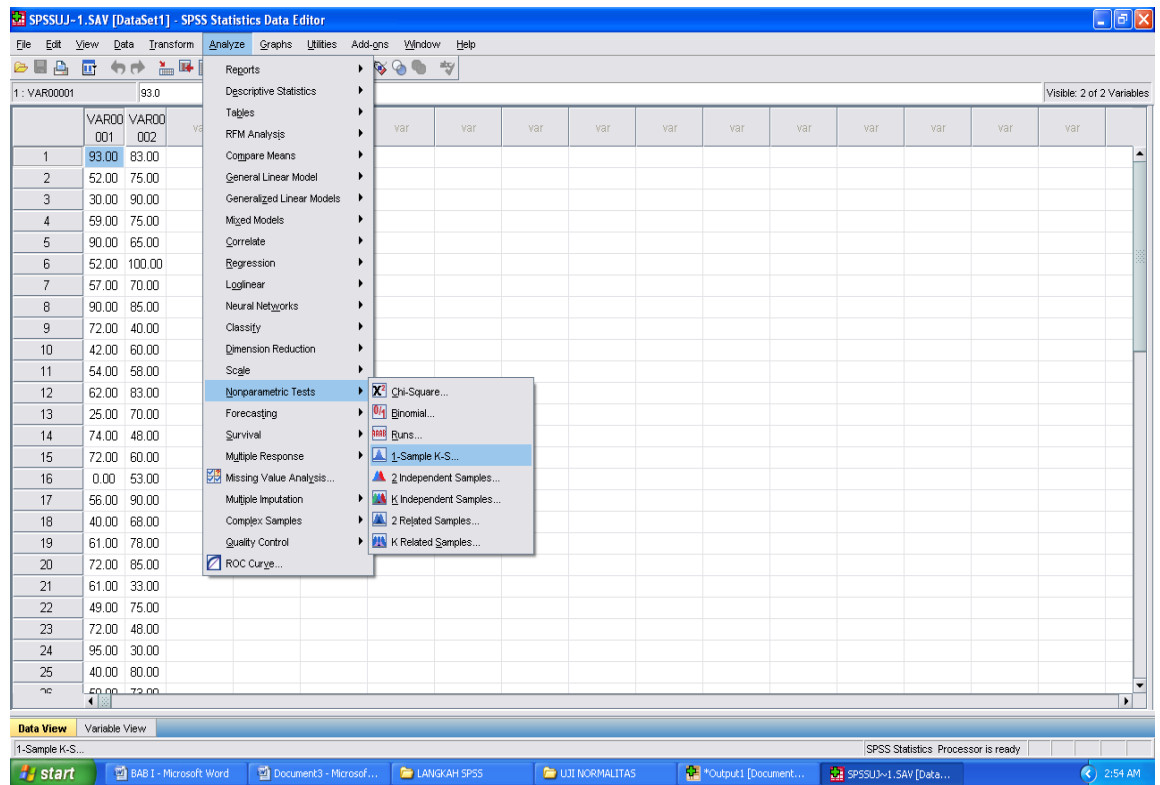 SPSSUJ~1.SAV [DataSet1] - SPSS Statistics Data Editor
File Edit View Data Transform Analyze Graphs Utilities Add-ons Window Help
1 : VAR00001 93.0 Visible: 2 of 2 Variables
VAR00001 VAR00002 va var var var var var var var var var var var
1 93.00 83.00
2 52.00 75.00
3 30.00 90.00
4 59.00 75.00
5 90.00 65.00
6 52.00 100.00
7 57.00 70.00
8 90.00 85.00
9 72.00 40.00
10 42.00 60.00
11 54.00 58.00
12 62.00 83.00
13 25.00 70.00
14 74.00 48.00
15 72.00 60.00
16 0.00 53.00
17 56.00 90.00
18 40.00 68.00
19 61.00 78.00
20 72.00 85.00
21 61.00 33.00
22 49.00 75.00
23 72.00 48.00
24 95.00 30.00
25 40.00 80.00
Reports
Descriptive Statistics
Tables
RFM Analysis
Compare Means
General Linear Model
Generalized Linear Models
Mixed Models
Correlate
Regression
Loglinear
Neural Networks
Classify
Dimension Reduction
Scale
Nonparametric Tests
Forecasting
Survival
Multiple Response
Missing Value Analysis...
Multiple Imputation
Complex Samples
Quality Control
ROC Curve...
Chi-Square...
Binomial...
Runs...
1-Sample K-S...
2 Independent Samples...
K Independent Samples...
2 Related Samples...
K Related Samples...
Data View Variable View
1-Sample K-S... SPSS Statistics Processor is ready
start BAB I - Microsoft Word Document3 - Microsof... LANGKAH SPSS UJI NORMALITAS *Output1 [Document... SPSSUJ~1.SAV [Data... 2:54 AM